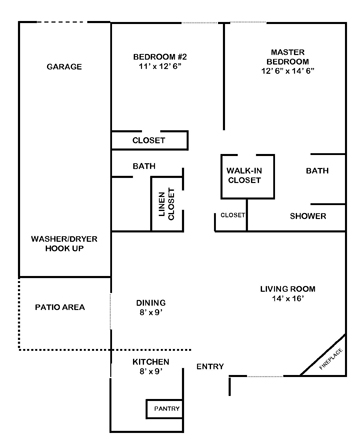 GARAGE
BEDROOM #2
11' x 12' 6"
MASTER
BEDROOM
12' 6" x 14' 6"
CLOSET
BATH
WALK-IN
CLOSET
BATH
LINEN
CLOSET
CLOSET
SHOWER
WASHER/DRYER
HOOK UP
PATIO AREA
DINING
8' x 9'
LIVING ROOM
14' x 16'
KITCHEN
8' x 9'
ENTRY
FIREPLACE
PANTRY